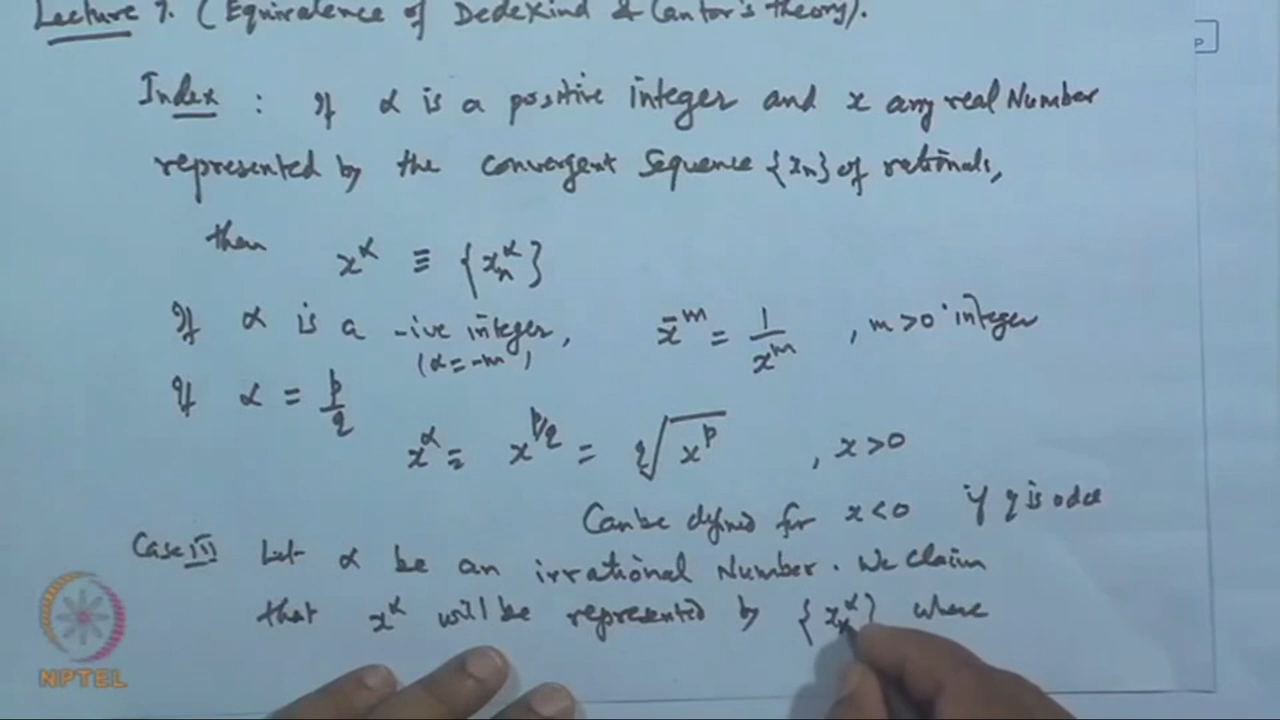 Lecture 7. (Equivalence of Dedekind & Cantor's theory).
Index : If α is a positive integer and x any real Number
represented by the convergent Sequence {xn} of rationals,
then x^α ≡ {xn^α}
If α is a -ive integer, x^-m = 1/x^m , m>0 integer
(α=-m)
If α = p/q
x^α = x^p/q = q√x^p , x>0
Can be defined for x<0 if q is odd
Case III Let α be an irrational Number. We claim
that x^α will be represented by { } where
NPTEL